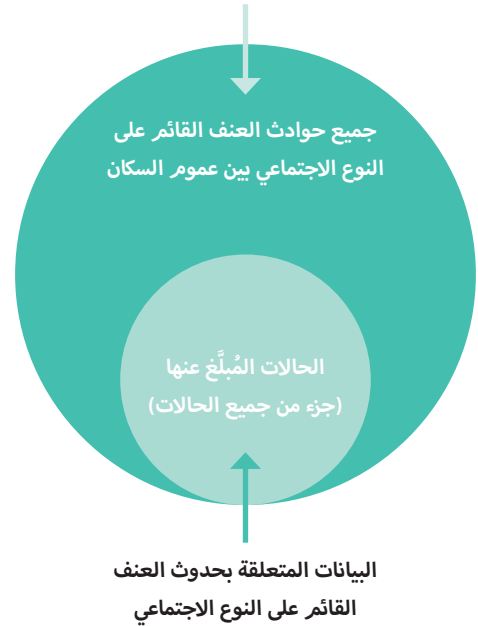 جميع حوادث العنف القائم على
النوع الاجتماعي بين عموم السكان
الحالات المُبلَّغ عنها
(جزء من جميع الحالات)
البيانات المتعلقة بحدوث العنف
القائم على النوع الاجتماعي